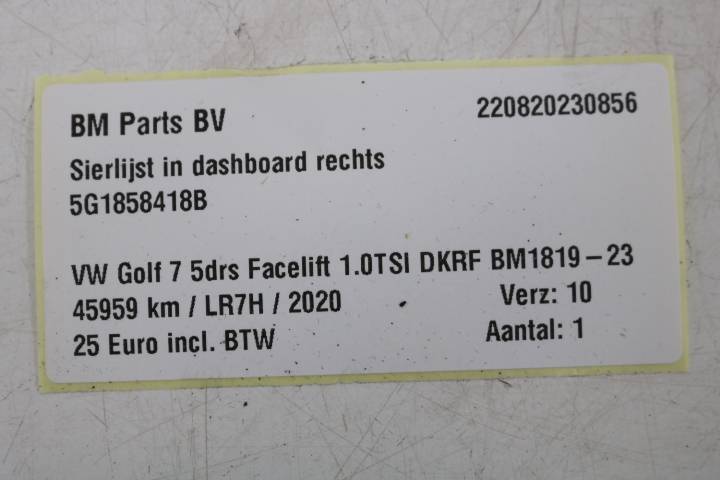 BM Parts BV 220820230856
Sierlijst in dashboard rechts
5G1858418B
VW Golf 7 5drs Facelift 1.0TSI DKRF BM1819-23
45959 km / LR7H / 2020 Verz: 10
25 Euro incl. BTW Aantal: 1